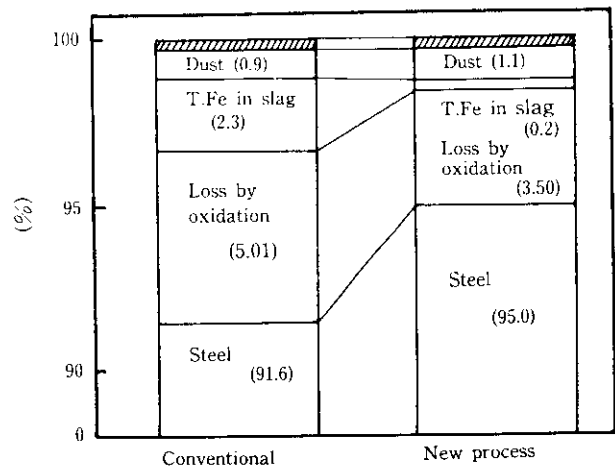 100
95
90
0
(%)
Dust (0.9)
T.Fe in slag
(2.3)
Loss by
oxidation
(5.01)
Steel
(91.6)
Dust (1.1)
T.Fe in slag
(0.2)
Loss by
oxidation
(3.50)
Steel
(95.0)
Conventional
New process